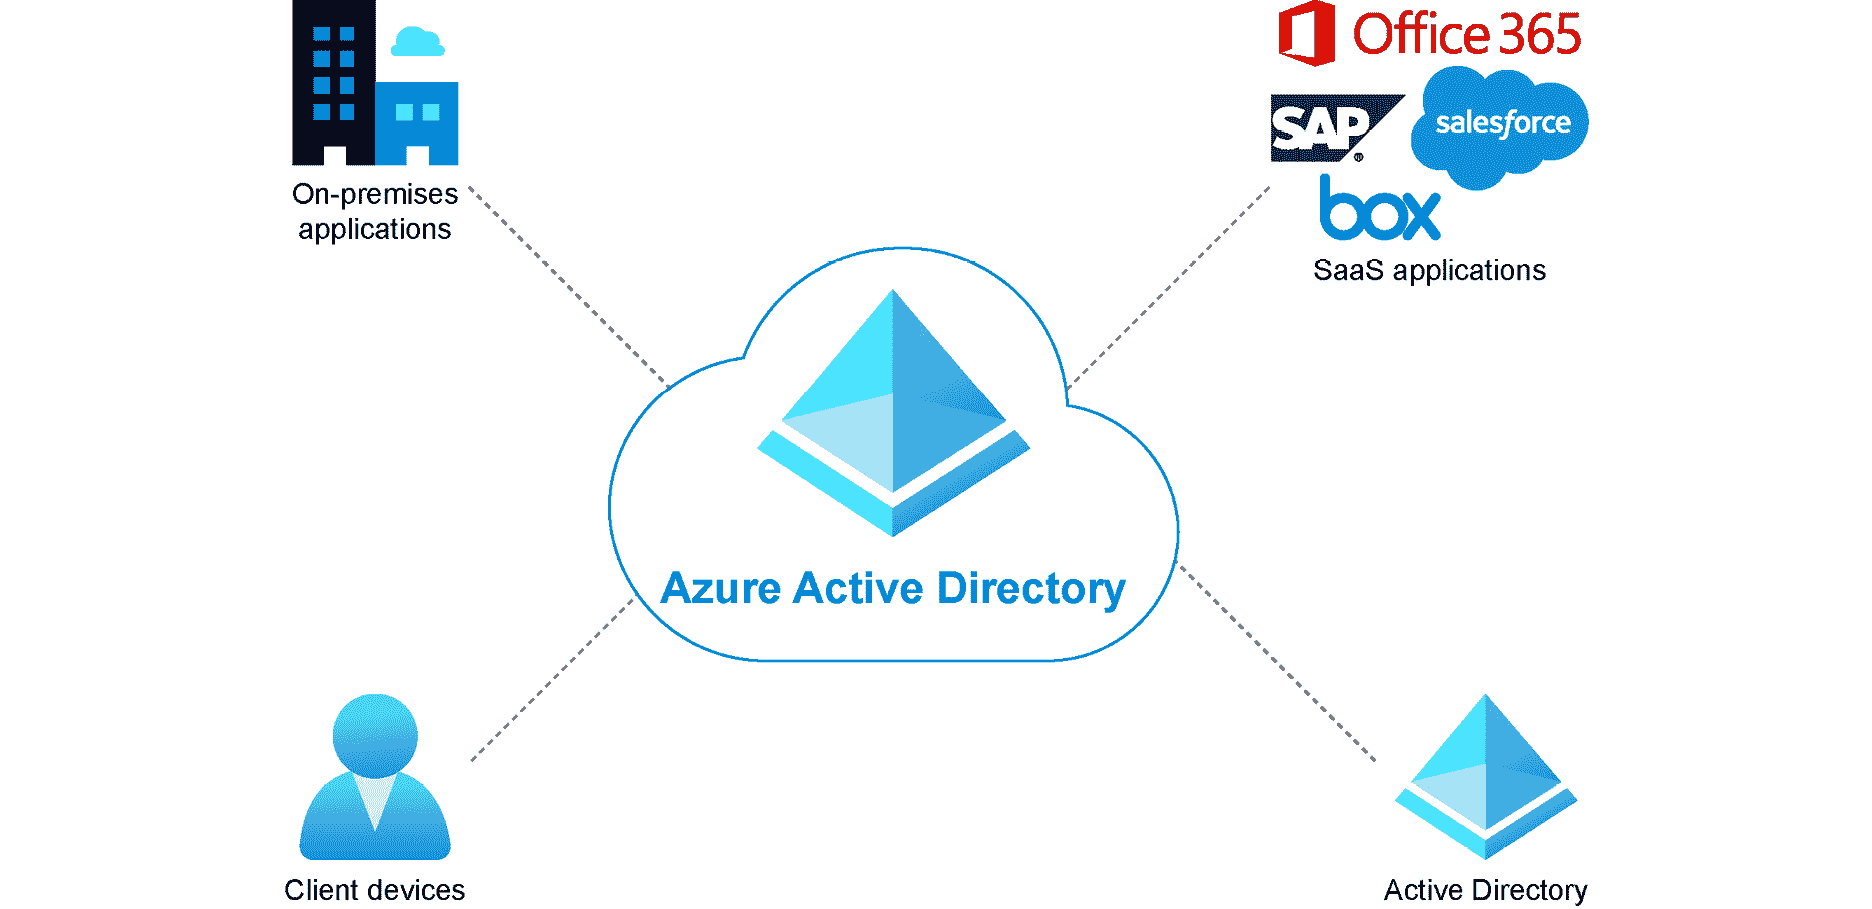 On-premises
applications
Office 365
SAP
®
salesforce
box
SaaS applications
Azure Active Directory
Client devices
Active Directory